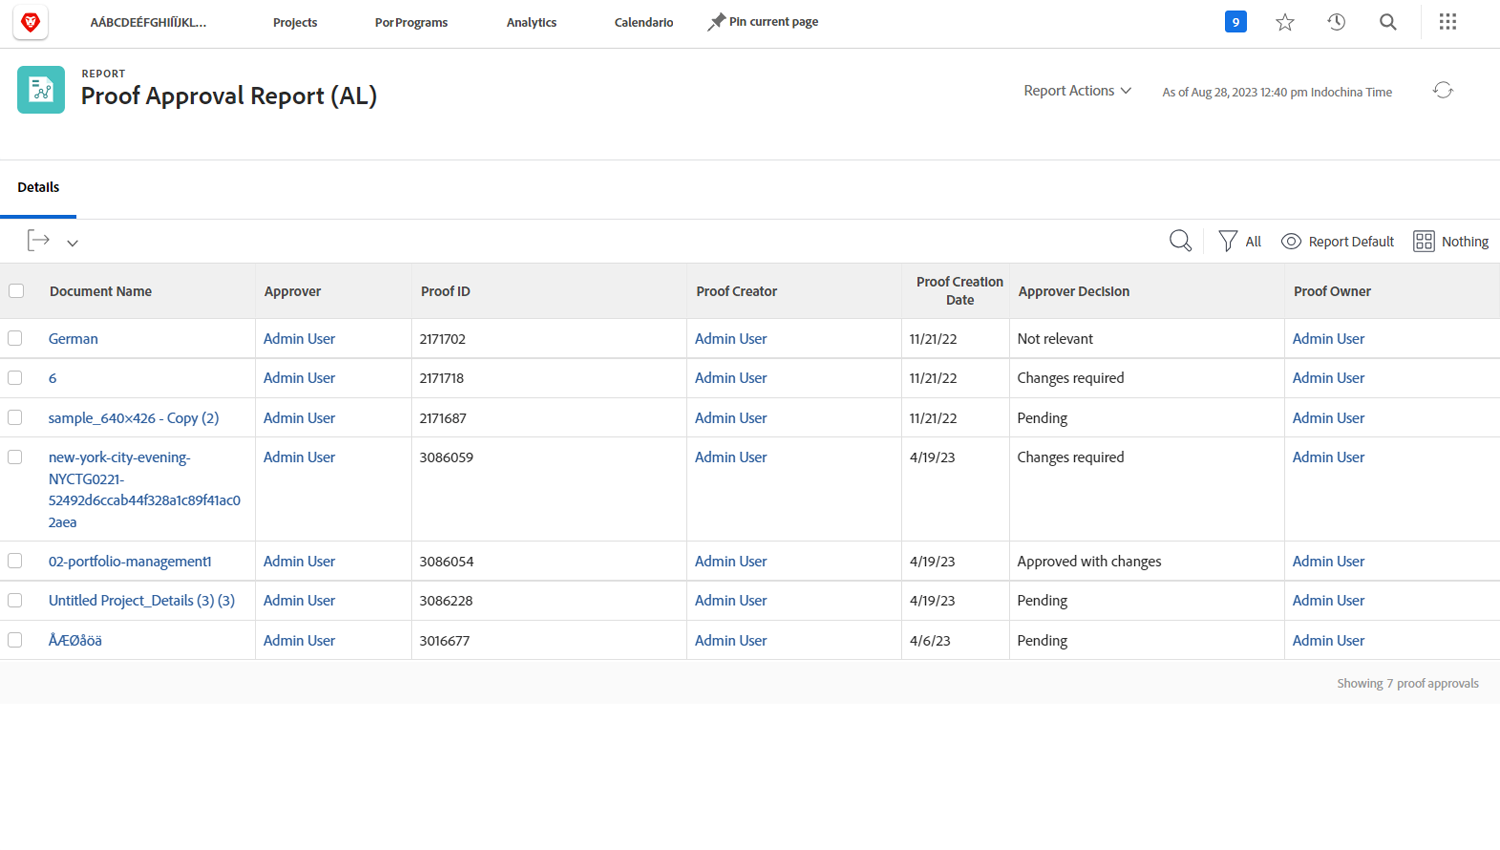 AÁBCDEÉFGHIÍÏJKL... Projects PorPrograms Analytics Calendario Pin current page 9
REPORT
Proof Approval Report (AL)
Report Actions As of Aug 28, 2023 12:40 pm Indochina Time
Details
All Report Default Nothing
Document Name Approver Proof ID Proof Creator Proof Creation Date Approver Decision Proof Owner
German Admin User 2171702 Admin User 11/21/22 Not relevant Admin User
6 Admin User 2171718 Admin User 11/21/22 Changes required Admin User
sample_640×426 - Copy (2) Admin User 2171687 Admin User 11/21/22 Pending Admin User
new-york-city-evening- Admin User 3086059 Admin User 4/19/23 Changes required Admin User
NYCTG0221-
52492d6ccab44f328a1c89f41ac0
2aea
02-portfolio-management1 Admin User 3086054 Admin User 4/19/23 Approved with changes Admin User
Untitled Project_Details (3) (3) Admin User 3086228 Admin User 4/19/23 Pending Admin User
ÅÆØåöä Admin User 3016677 Admin User 4/6/23 Pending Admin User
Showing 7 proof approvals